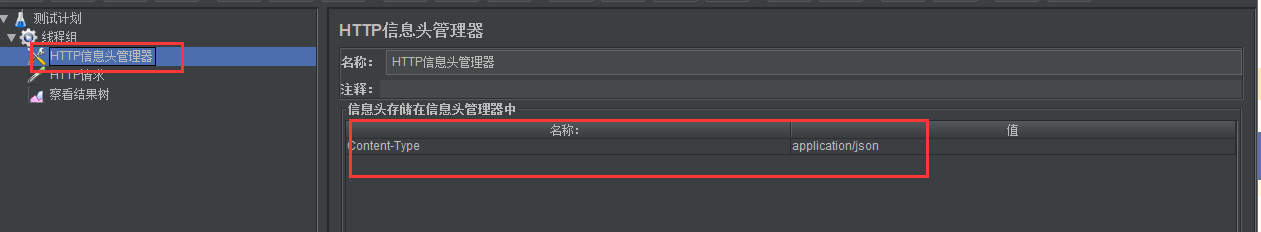 测试计划
线程组
HTTP信息头管理器
HTTP请求
察看结果树
HTTP信息头管理器
名称： HTTP信息头管理器
注释：
信息头存储在信息头管理器中
名称： 值
Content-Type application/json